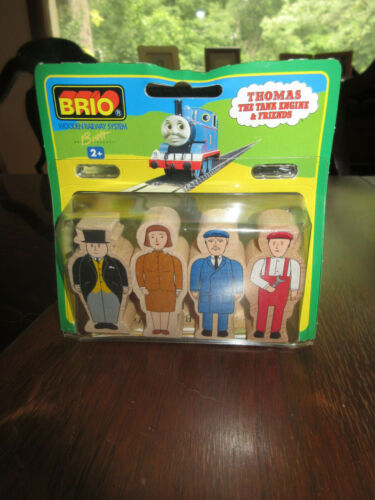 BRIO®
WOODEN RAILWAY SYSTEM
2+
THOMAS
THE TANK ENGINE
& FRIENDS